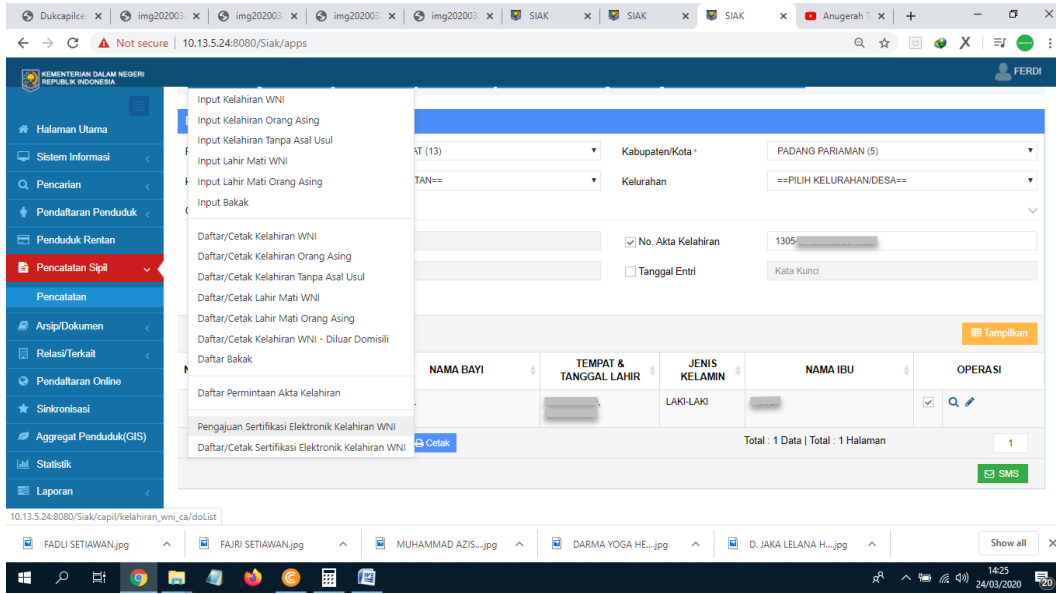 Dukcapilcer
img202003
img202003
img202003
img202003
SIAK
SIAK
SIAK
Anugerah T
Not secure | 10.13.5.24:8080/Siak/apps
KEMENTERIAN DALAM NEGERI
REPUBLIK INDONESIA
FERDI
Halaman Utama
Sistem Informasi
Pencarian
Pendaftaran Penduduk
Penduduk Rentan
Pencatatan Sipil
Pencatatan
Arsip/Dokumen
Relasi/Terkait
Pendaftaran Online
Sinkronisasi
Aggregat Penduduk(GIS)
Statistik
Laporan
Input Kelahiran WNI
Input Kelahiran Orang Asing
Input Kelahiran Tanpa Asal Usul
Input Lahir Mati WNI
Input Lahir Mati Orang Asing
Input Bakak
Daftar/Cetak Kelahiran WNI
Daftar/Cetak Kelahiran Orang Asing
Daftar/Cetak Kelahiran Tanpa Asal Usul
Daftar/Cetak Lahir Mati WNI
Daftar/Cetak Lahir Mati Orang Asing
Daftar/Cetak Kelahiran WNI - Diluar Domisili
Daftar Bakak
Daftar Permintaan Akta Kelahiran
Pengajuan Sertifikasi Elektronik Kelahiran WNI
Daftar/Cetak Sertifikasi Elektronik Kelahiran WNI
AT (13)
Kabupaten/Kota *
PADANG PARIAMAN (5)
TAN==
Kelurahan
==PILIH KELURAHAN/DESA==
No. Akta Kelahiran
1305-
Tanggal Entri
Kata Kunci
Tampilkan
NAMA BAYI
TEMPAT &
TANGGAL LAHIR
JENIS
KELAMIN
NAMA IBU
OPERASI
LAKI-LAKI
Cetak
Total : 1 Data | Total : 1 Halaman
1
SMS
10.13.5.24:8080/Siak/capil/kelahiran_wni_ca/doList
FADLI SETIAWAN.jpg
FAJRI SETIAWAN.jpg
MUHAMMAD AZIS....jpg
DARMA YOGA HE....jpg
D. JAKA LELANA H....jpg
Show all
14:25
24/03/2020
20